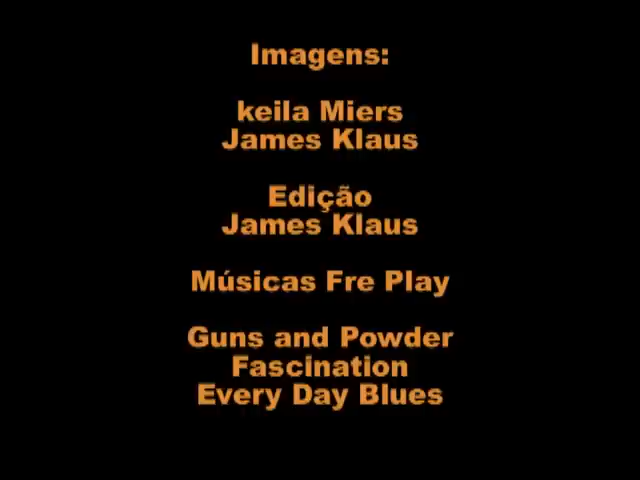 Imagens:
keila Miers
James Klaus
Edição
James Klaus
Músicas Fre Play
Guns and Powder
Fascination
Every Day Blues